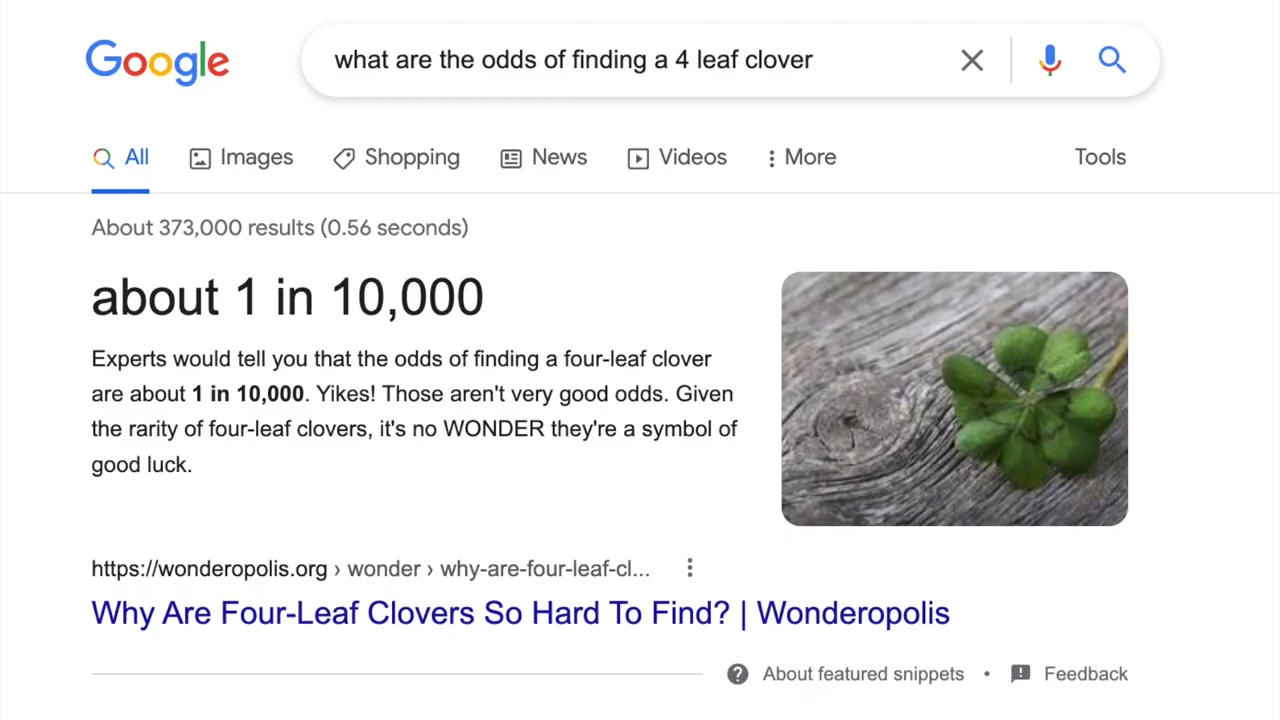 Google
what are the odds of finding a 4 leaf clover
All
Images
Shopping
News
Videos
More
Tools
About 373,000 results (0.56 seconds)
about 1 in 10,000
Experts would tell you that the odds of finding a four-leaf clover
are about 1 in 10,000. Yikes! Those aren't very good odds. Given
the rarity of four-leaf clovers, it's no WONDER they're a symbol of
good luck.
https://wonderopolis.org › wonder › why-are-four-leaf-cl...
Why Are Four-Leaf Clovers So Hard To Find? | Wonderopolis
About featured snippets • Feedback